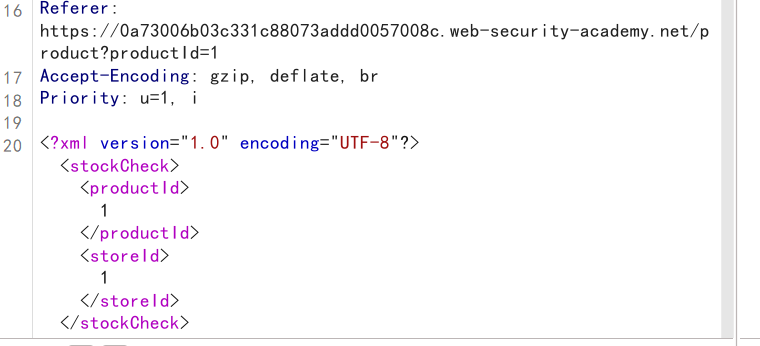 16 Referer:
https://0a73006b03c331c88073addd0057008c.web-security-academy.net/p
roduct?productId=1
17 Accept-Encoding: gzip, deflate, br
18 Priority: u=1, i
19
20 <?xml version="1.0" encoding="UTF-8"?>
<stockCheck>
<productId>
1
</productId>
<storeId>
1
</storeId>
</stockCheck>